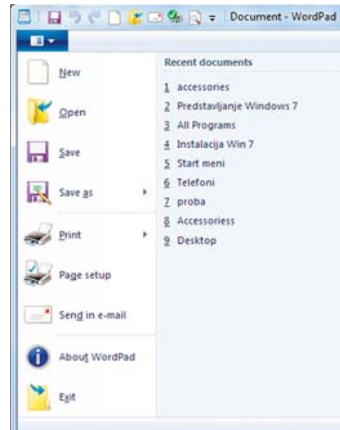 Document - WordPad
New
Open
Save
Save as
Print
Page setup
Send in e-mail
About WordPad
Exit
Recent documents
1 accessories
2 Predstavljanje Windows 7
3 All Programs
4 Instalacija Win 7
5 Start meni
6 Telefoni
7 proba
8 Accessoriess
9 Desktop